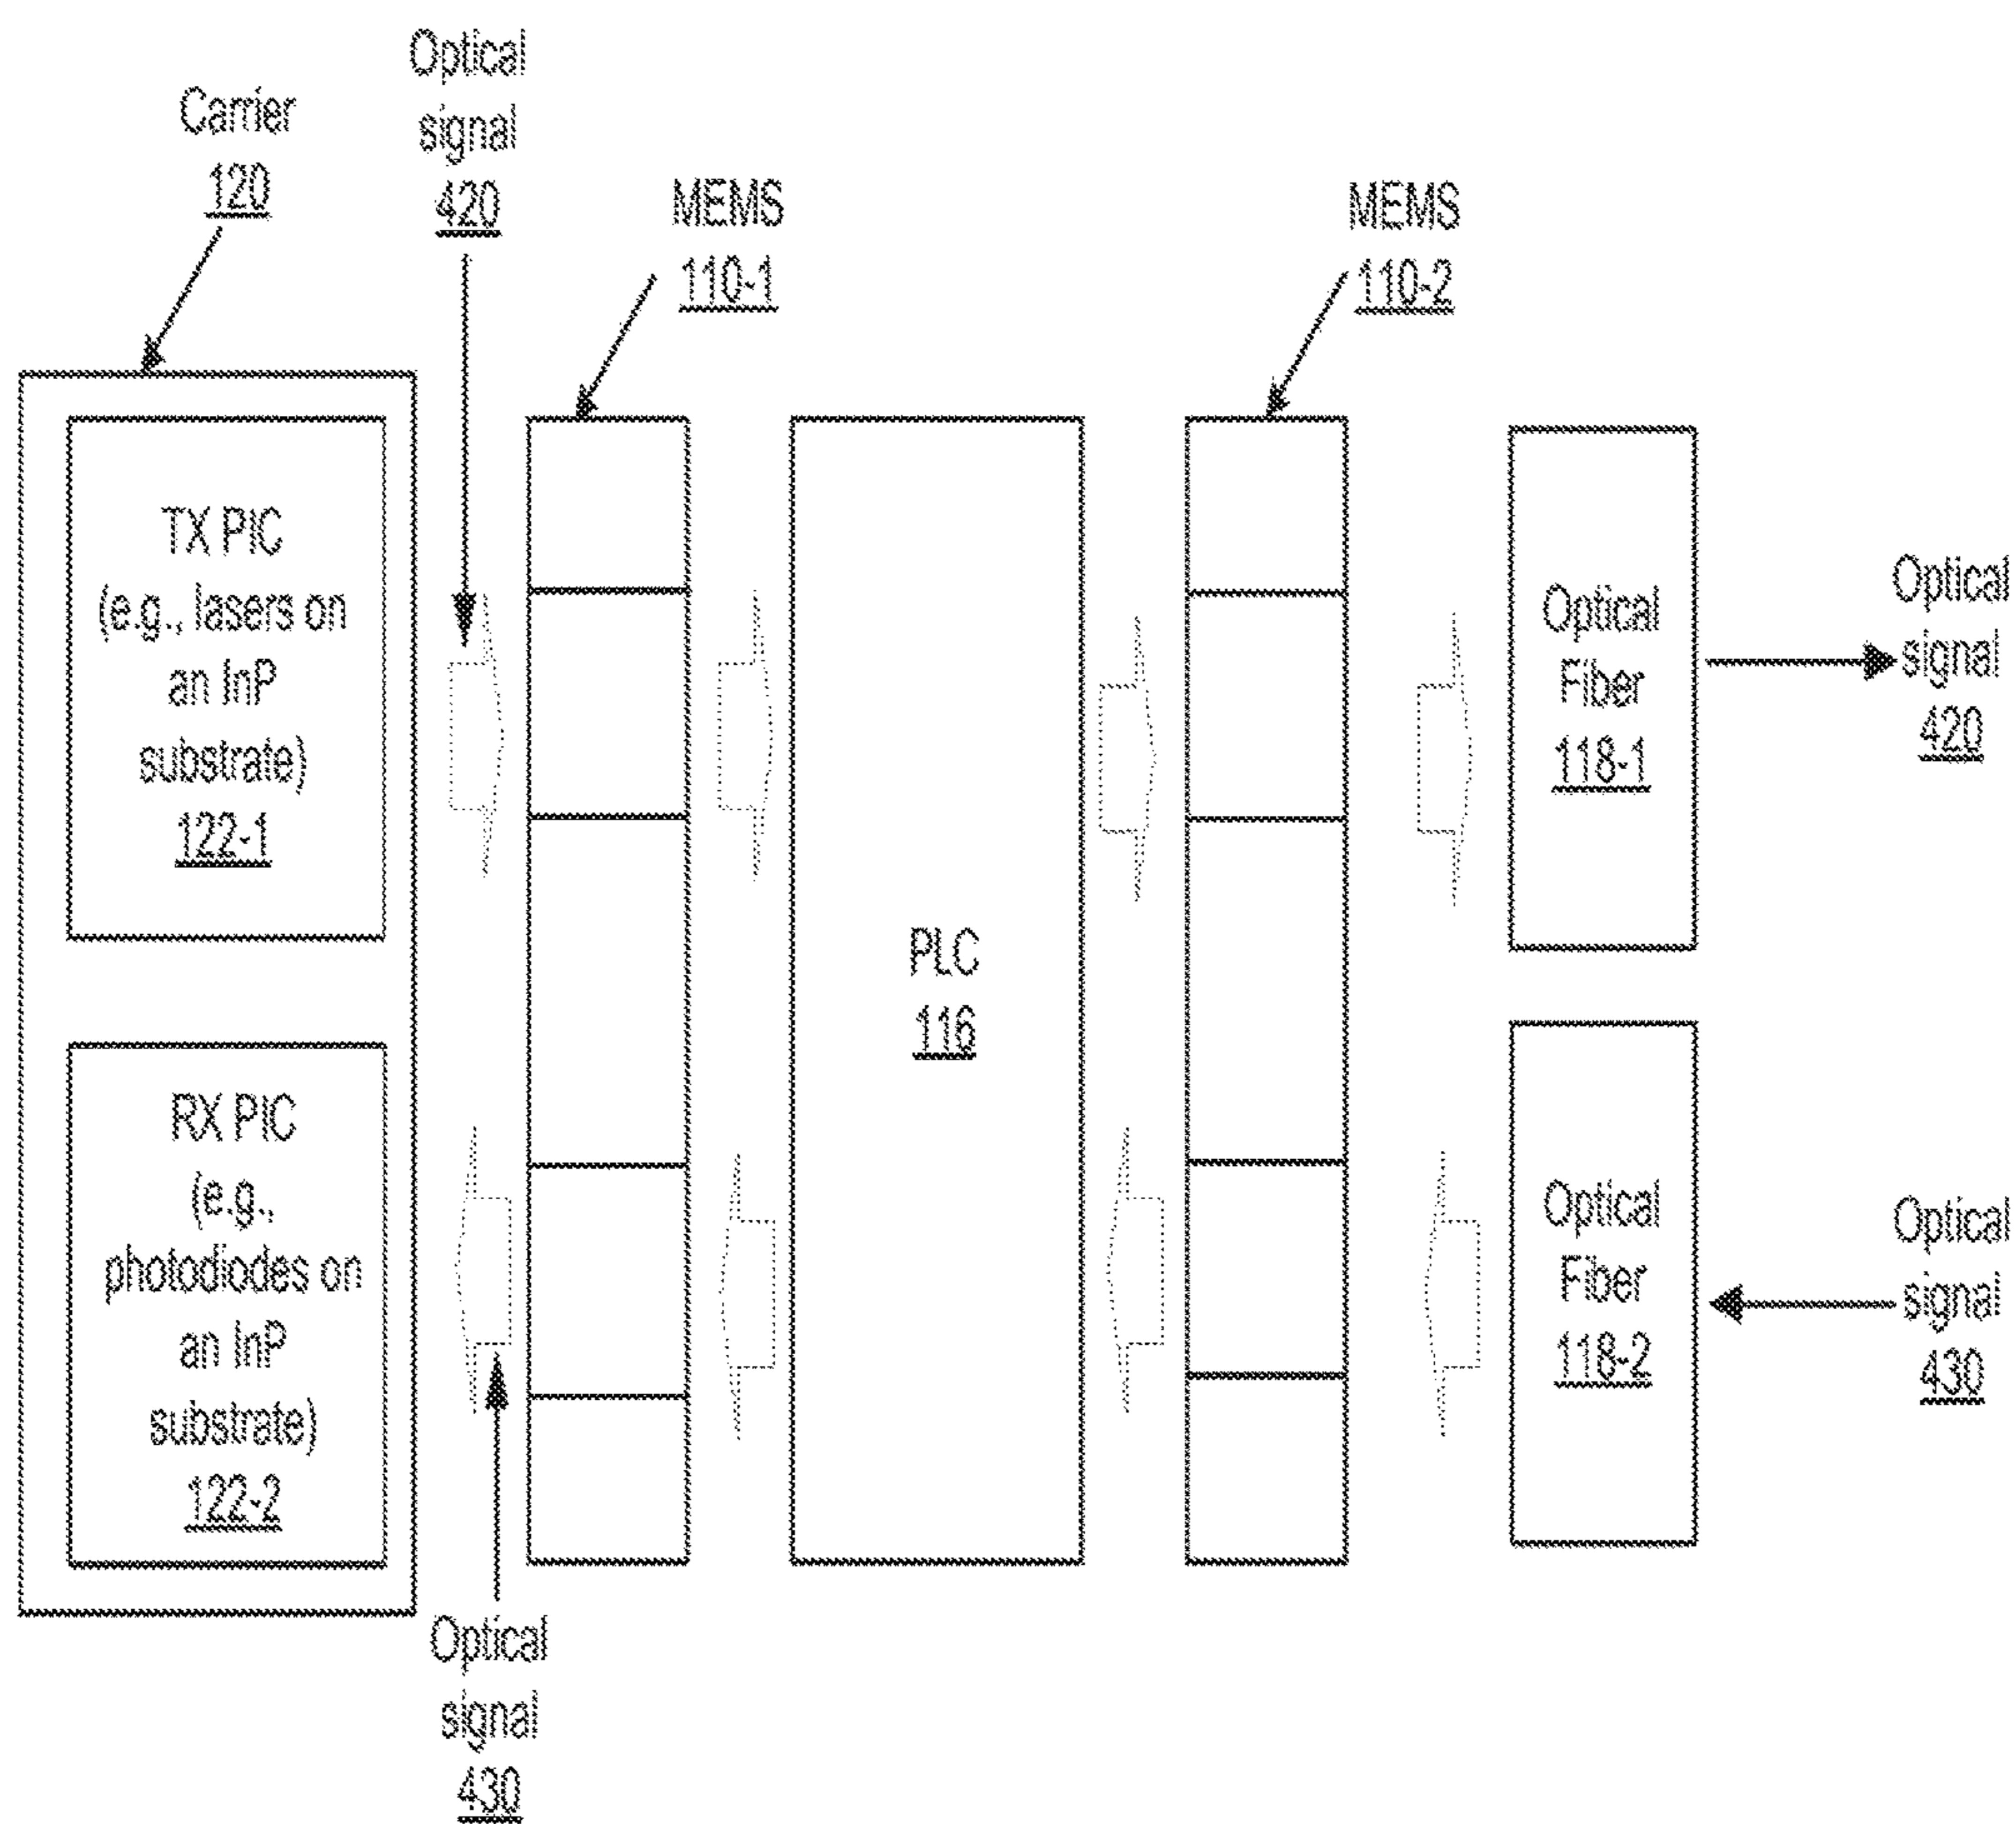 Carrier
120
Optical
signal
420
MEMS
110-1
MEMS
110-2
TX PIC
(e.g., lasers on
an InP
substrate)
122-1
RX PIC
(e.g.,
photodiodes on
an InP
substrate)
122-2
PLC
116
Optical
Fiber
118-1
Optical
signal
420
Optical
Fiber
118-2
Optical
signal
430
Optical
signal
430